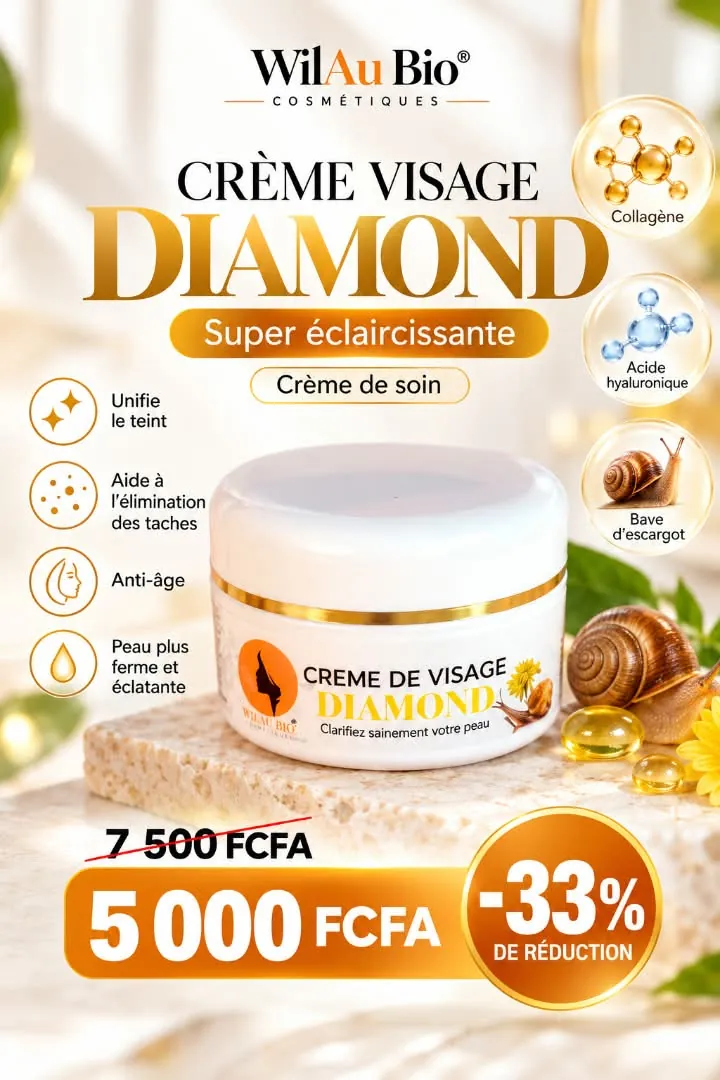 WilAu Bio®
COSMÉTIQUES
CRÈME VISAGE
DIAMOND
Super éclaircissante
Crème de soin
Collagène
Acide
hyaluronique
Bave
d'escargot
Unifie
le teint
Aide à
l'élimination
des taches
Anti-âge
Peau plus
ferme et
éclatante
WILAU BIO®
CREME DE VISAGE
DIAMOND
Clarifiez sainement votre peau
7 500 FCFA
5 000 FCFA
-33%
DE RÉDUCTION